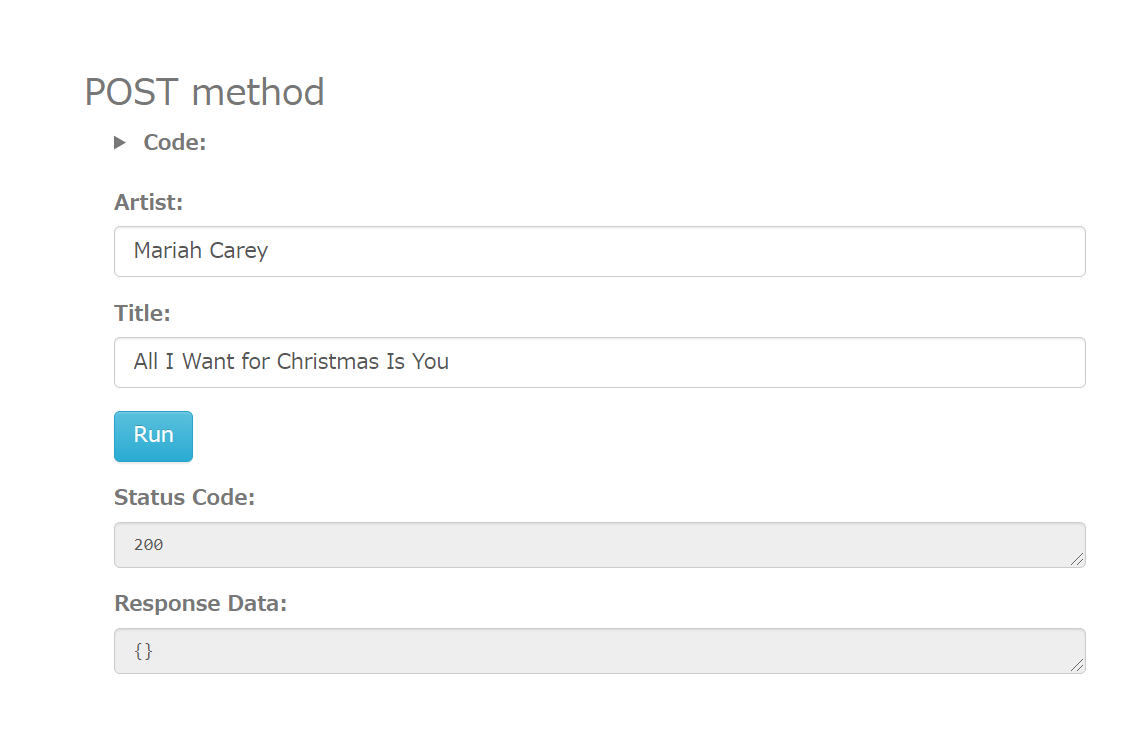 POST method
Code:
Artist:
Mariah Carey
Title:
All I Want for Christmas Is You
Run
Status Code:
200
Response Data:
{}